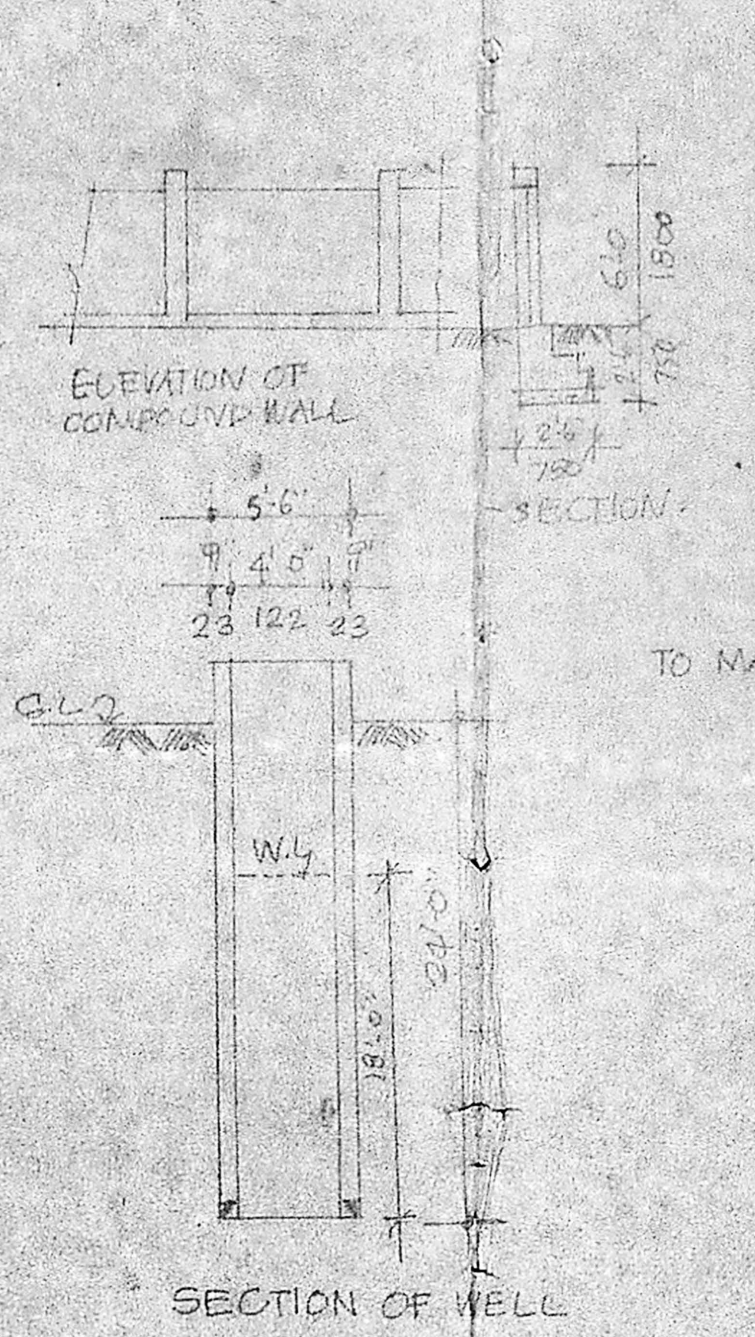 6'-0"
1800
2'-6"
750
ELEVATION OF
COMPOUND WALL
2'-6"
750
SECTION.
5'-6"
9" 4'0" 9"
23 122 23
TO MA
G.L.
W.L
24'-0"
18'-0"
SECTION OF WELL